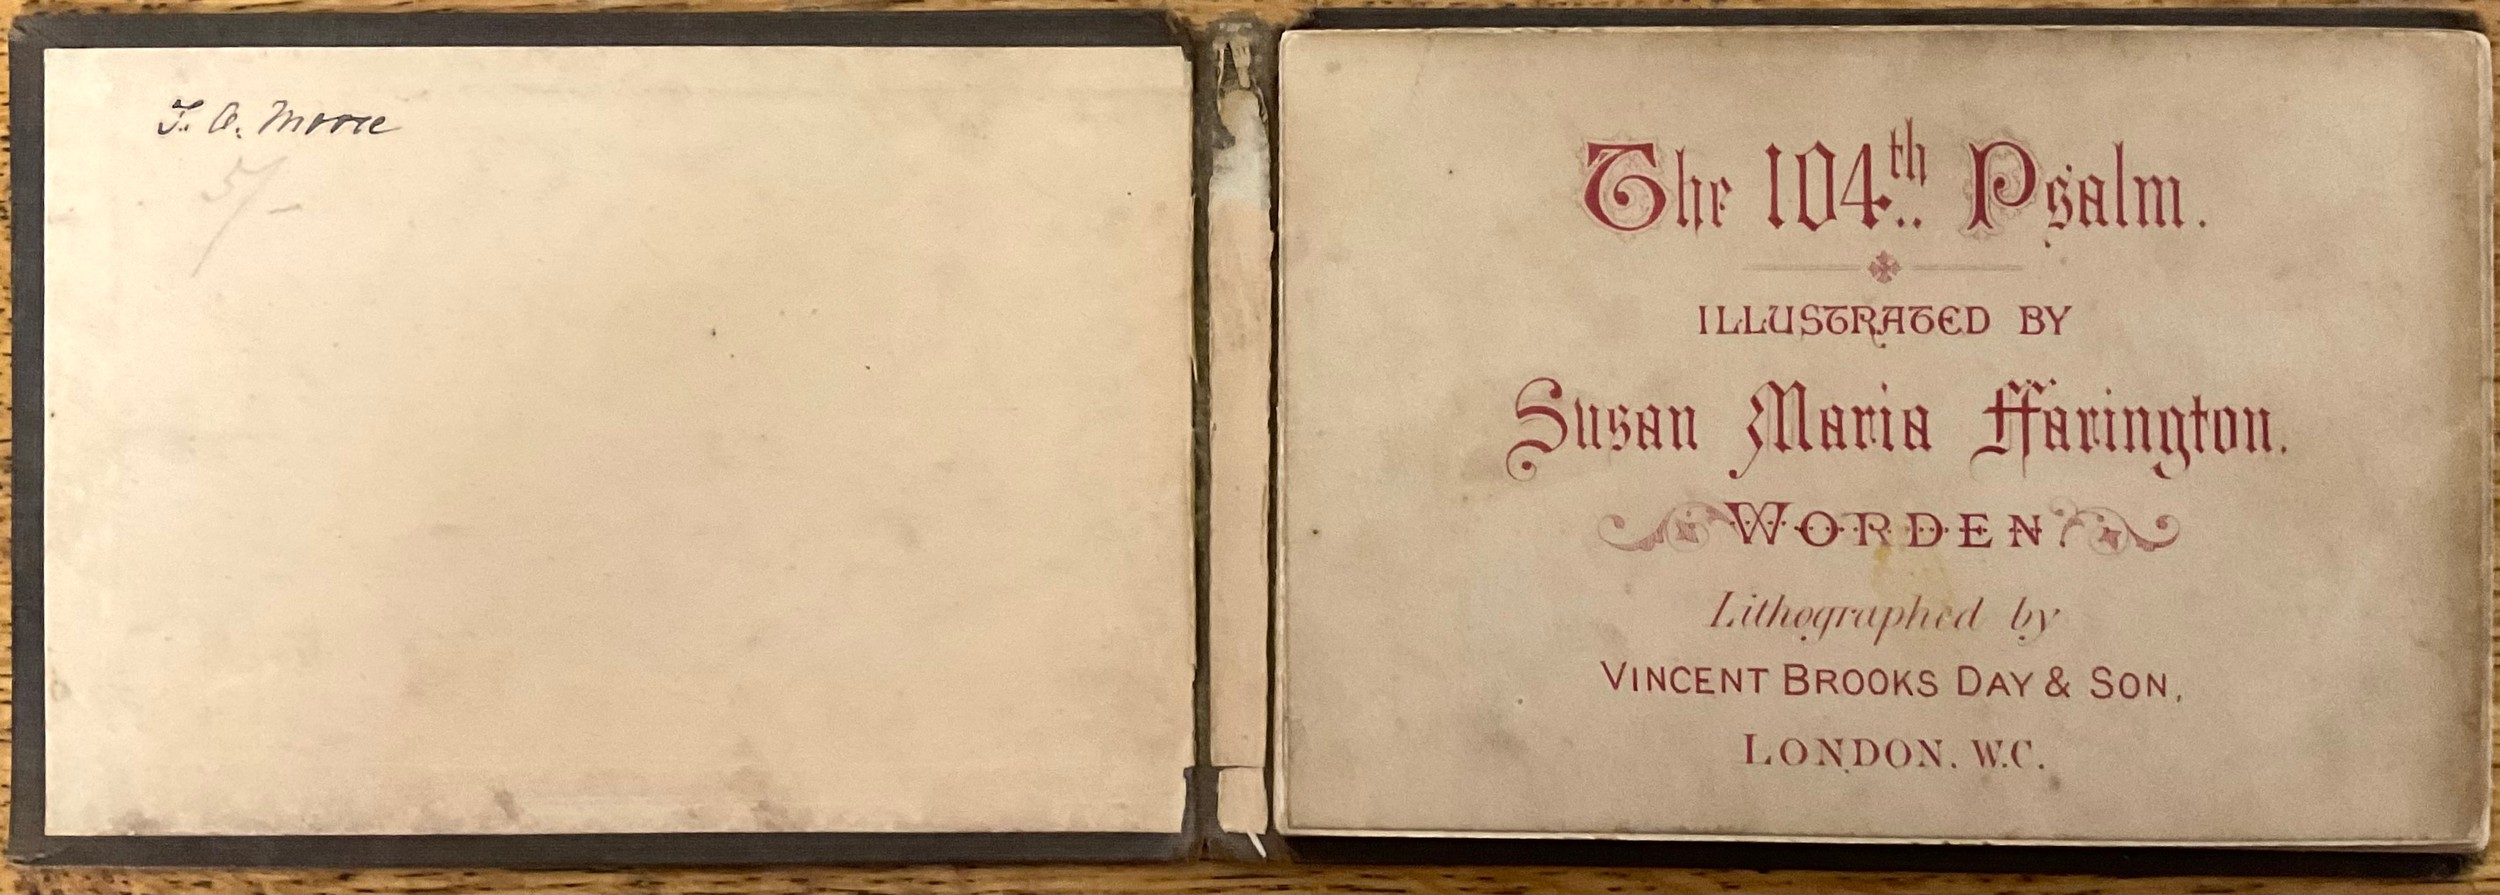 F. A. Moore
5/-
The 104th. Psalm.
ILLUSTRATED BY
Susan Maria ffarington.
WORDEN
Lithographed by
VINCENT BROOKS DAY & SON,
LONDON. W.C.